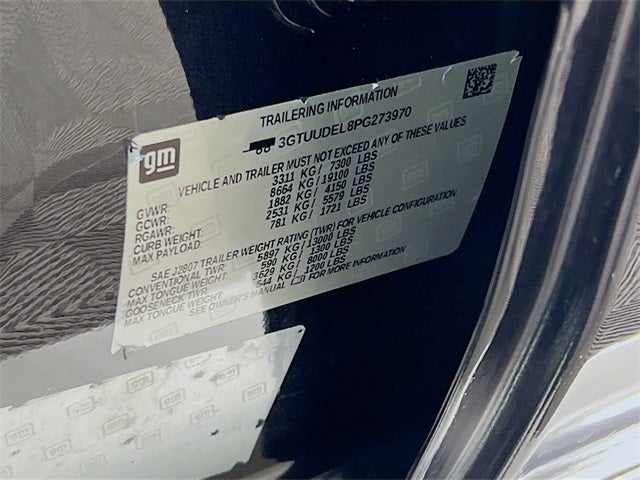 TRAILERING INFORMATION
3GTUUDEL8PG273970
gm
VEHICLE AND TRAILER MUST NOT EXCEED ANY OF THESE VALUES
GVWR: 3311 KG / 7300 LBS
GCWR: 8664 KG / 19100 LBS
RGAWR: 1882 KG / 4150 LBS
CURB WEIGHT: 2531 KG / 5579 LBS
MAX PAYLOAD: 781 KG / 1721 LBS
SAE J2807 TRAILER WEIGHT RATING (TWR) FOR VEHICLE CONFIGURATION.
CONVENTIONAL TWR: 5897 KG / 13000 LBS
MAX TONGUE WEIGHT: 590 KG / 1300 LBS
GOOSENECK TWR: 3629 KG / 8000 LBS
MAX TONGUE WEIGHT: 544 KG / 1200 LBS
SEE OWNER'S MANUAL FOR MORE INFORMATION